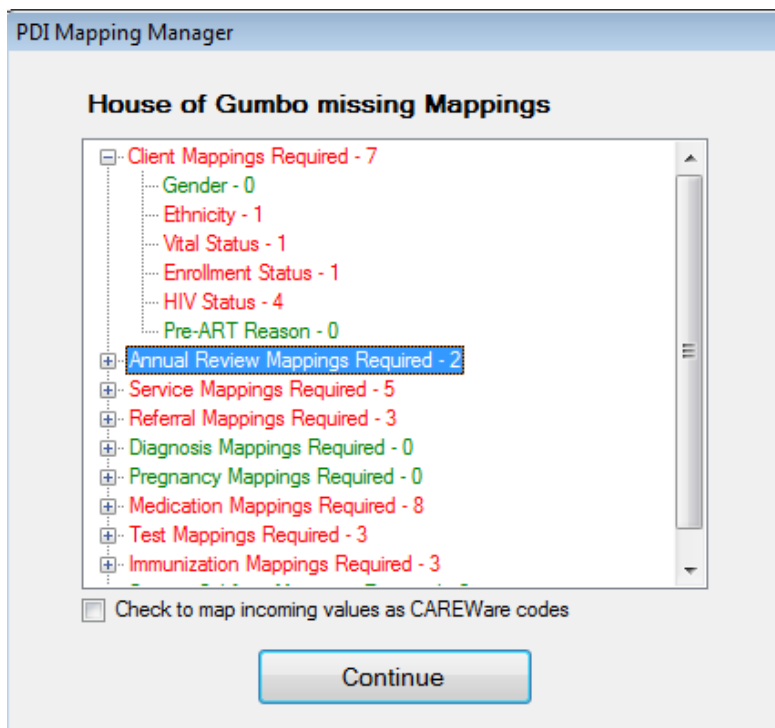 PDI Mapping Manager
House of Gumbo missing Mappings
Client Mappings Required - 7
Gender - 0
Ethnicity - 1
Vital Status - 1
Enrollment Status - 1
HIV Status - 4
Pre-ART Reason - 0
Annual Review Mappings Required - 2
Service Mappings Required - 5
Referral Mappings Required - 3
Diagnosis Mappings Required - 0
Pregnancy Mappings Required - 0
Medication Mappings Required - 8
Test Mappings Required - 3
Immunization Mappings Required - 3
Check to map incoming values as CAREWare codes
Continue